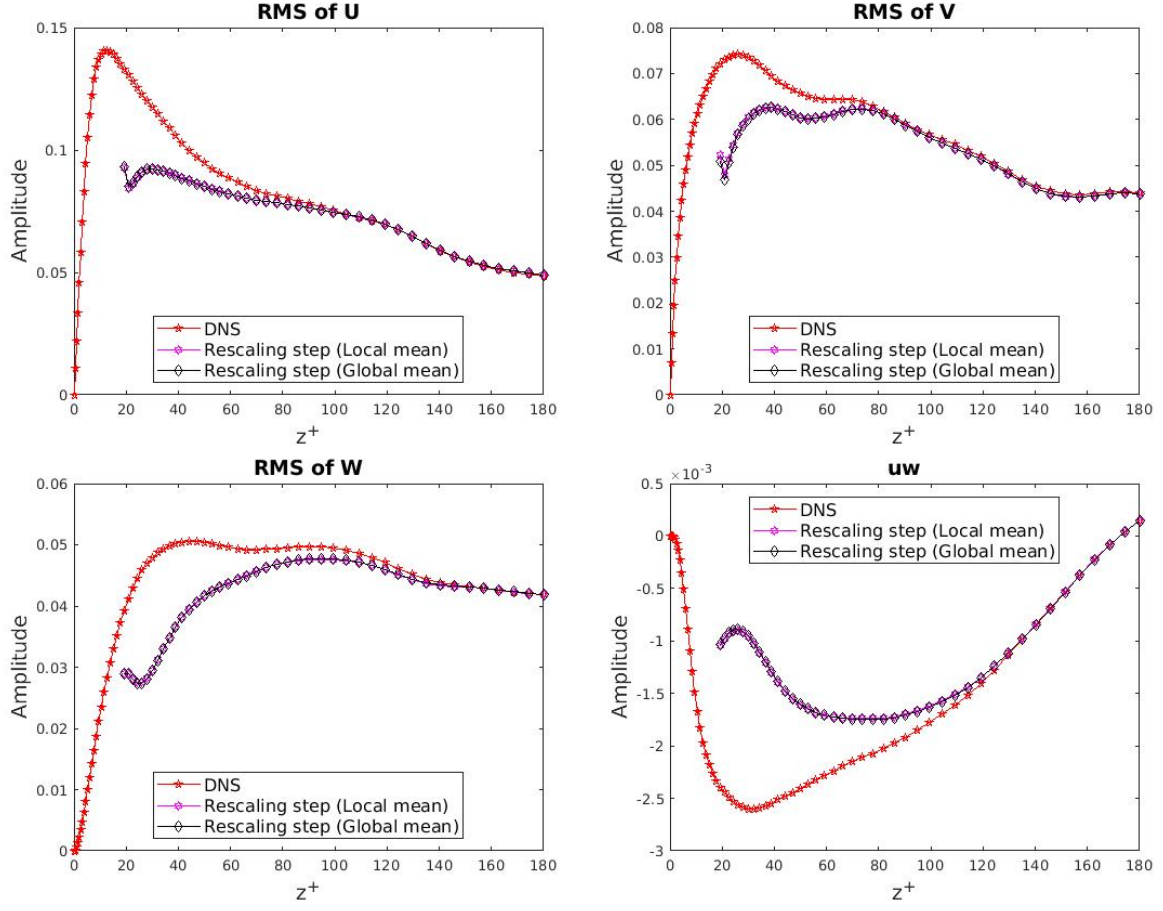 RMS of U
0.15
0.1
0.05
0
Amplitude
0 20 40 60 80 100 120 140 160 180
z+
DNS
Rescaling step (Local mean)
Rescaling step (Global mean)
RMS of V
0.08
0.07
0.06
0.05
0.04
0.03
0.02
0.01
0
Amplitude
0 20 40 60 80 100 120 140 160 180
z+
DNS
Rescaling step (Local mean)
Rescaling step (Global mean)
RMS of W
0.06
0.05
0.04
0.03
0.02
0.01
0
Amplitude
0 20 40 60 80 100 120 140 160 180
z+
DNS
Rescaling step (Local mean)
Rescaling step (Global mean)
uw
×10-3
0.5
0
-0.5
-1
-1.5
-2
-2.5
-3
Amplitude
0 20 40 60 80 100 120 140 160 180
z+
DNS
Rescaling step (Local mean)
Rescaling step (Global mean)